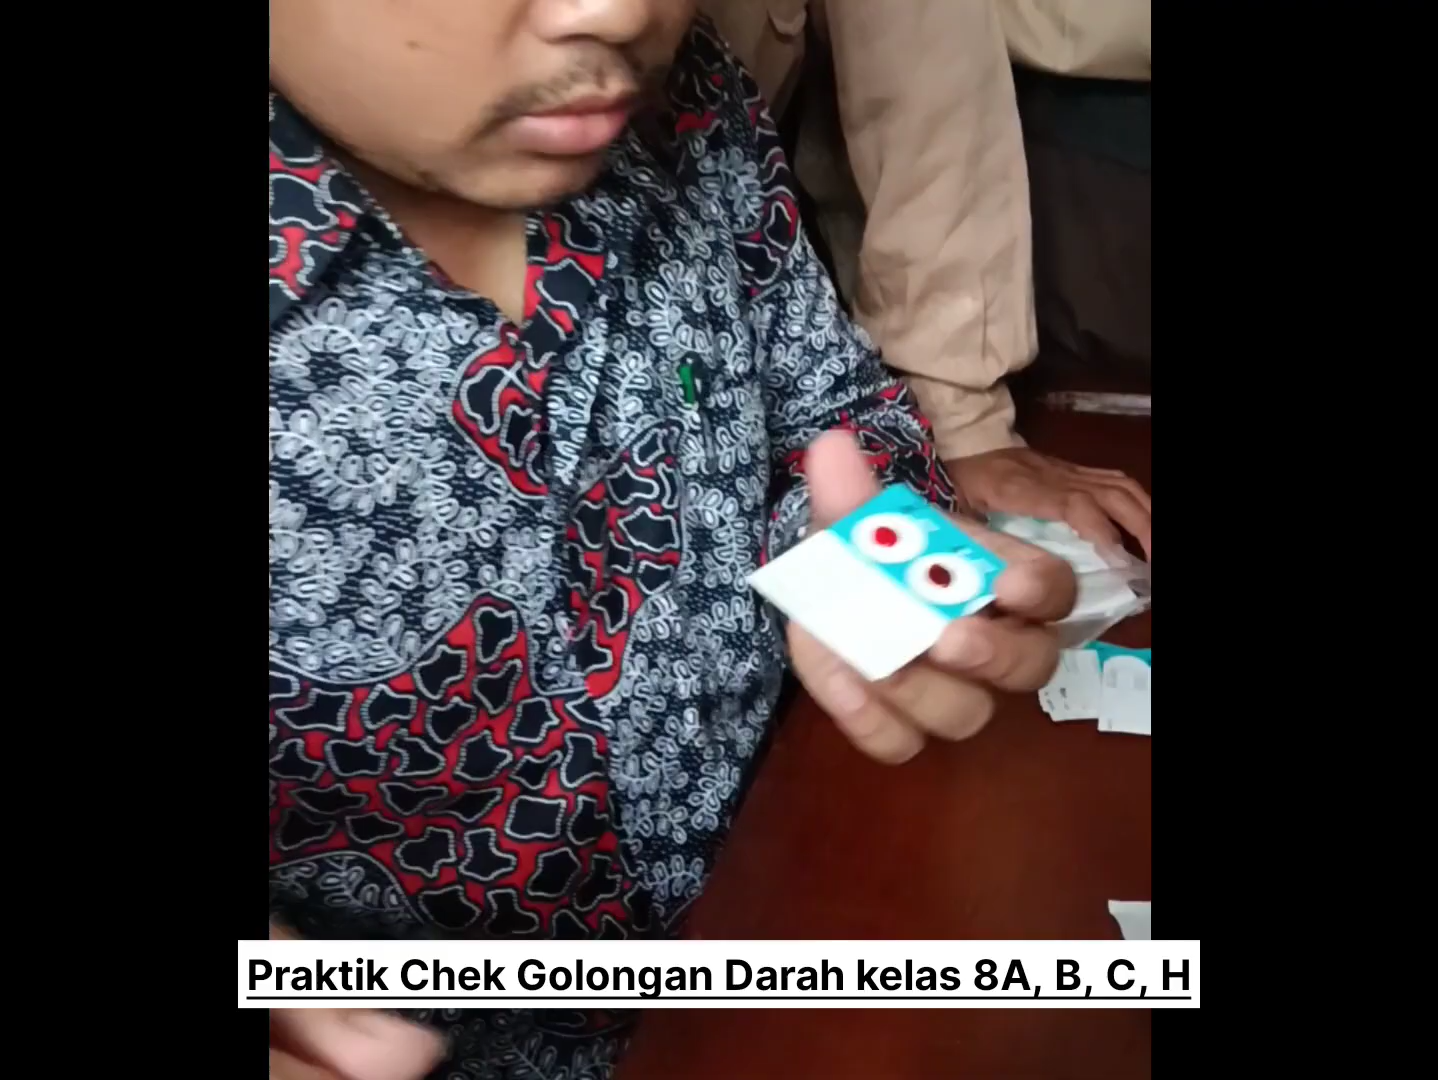 Praktik Chek Golongan Darah kelas 8A, B, C, H